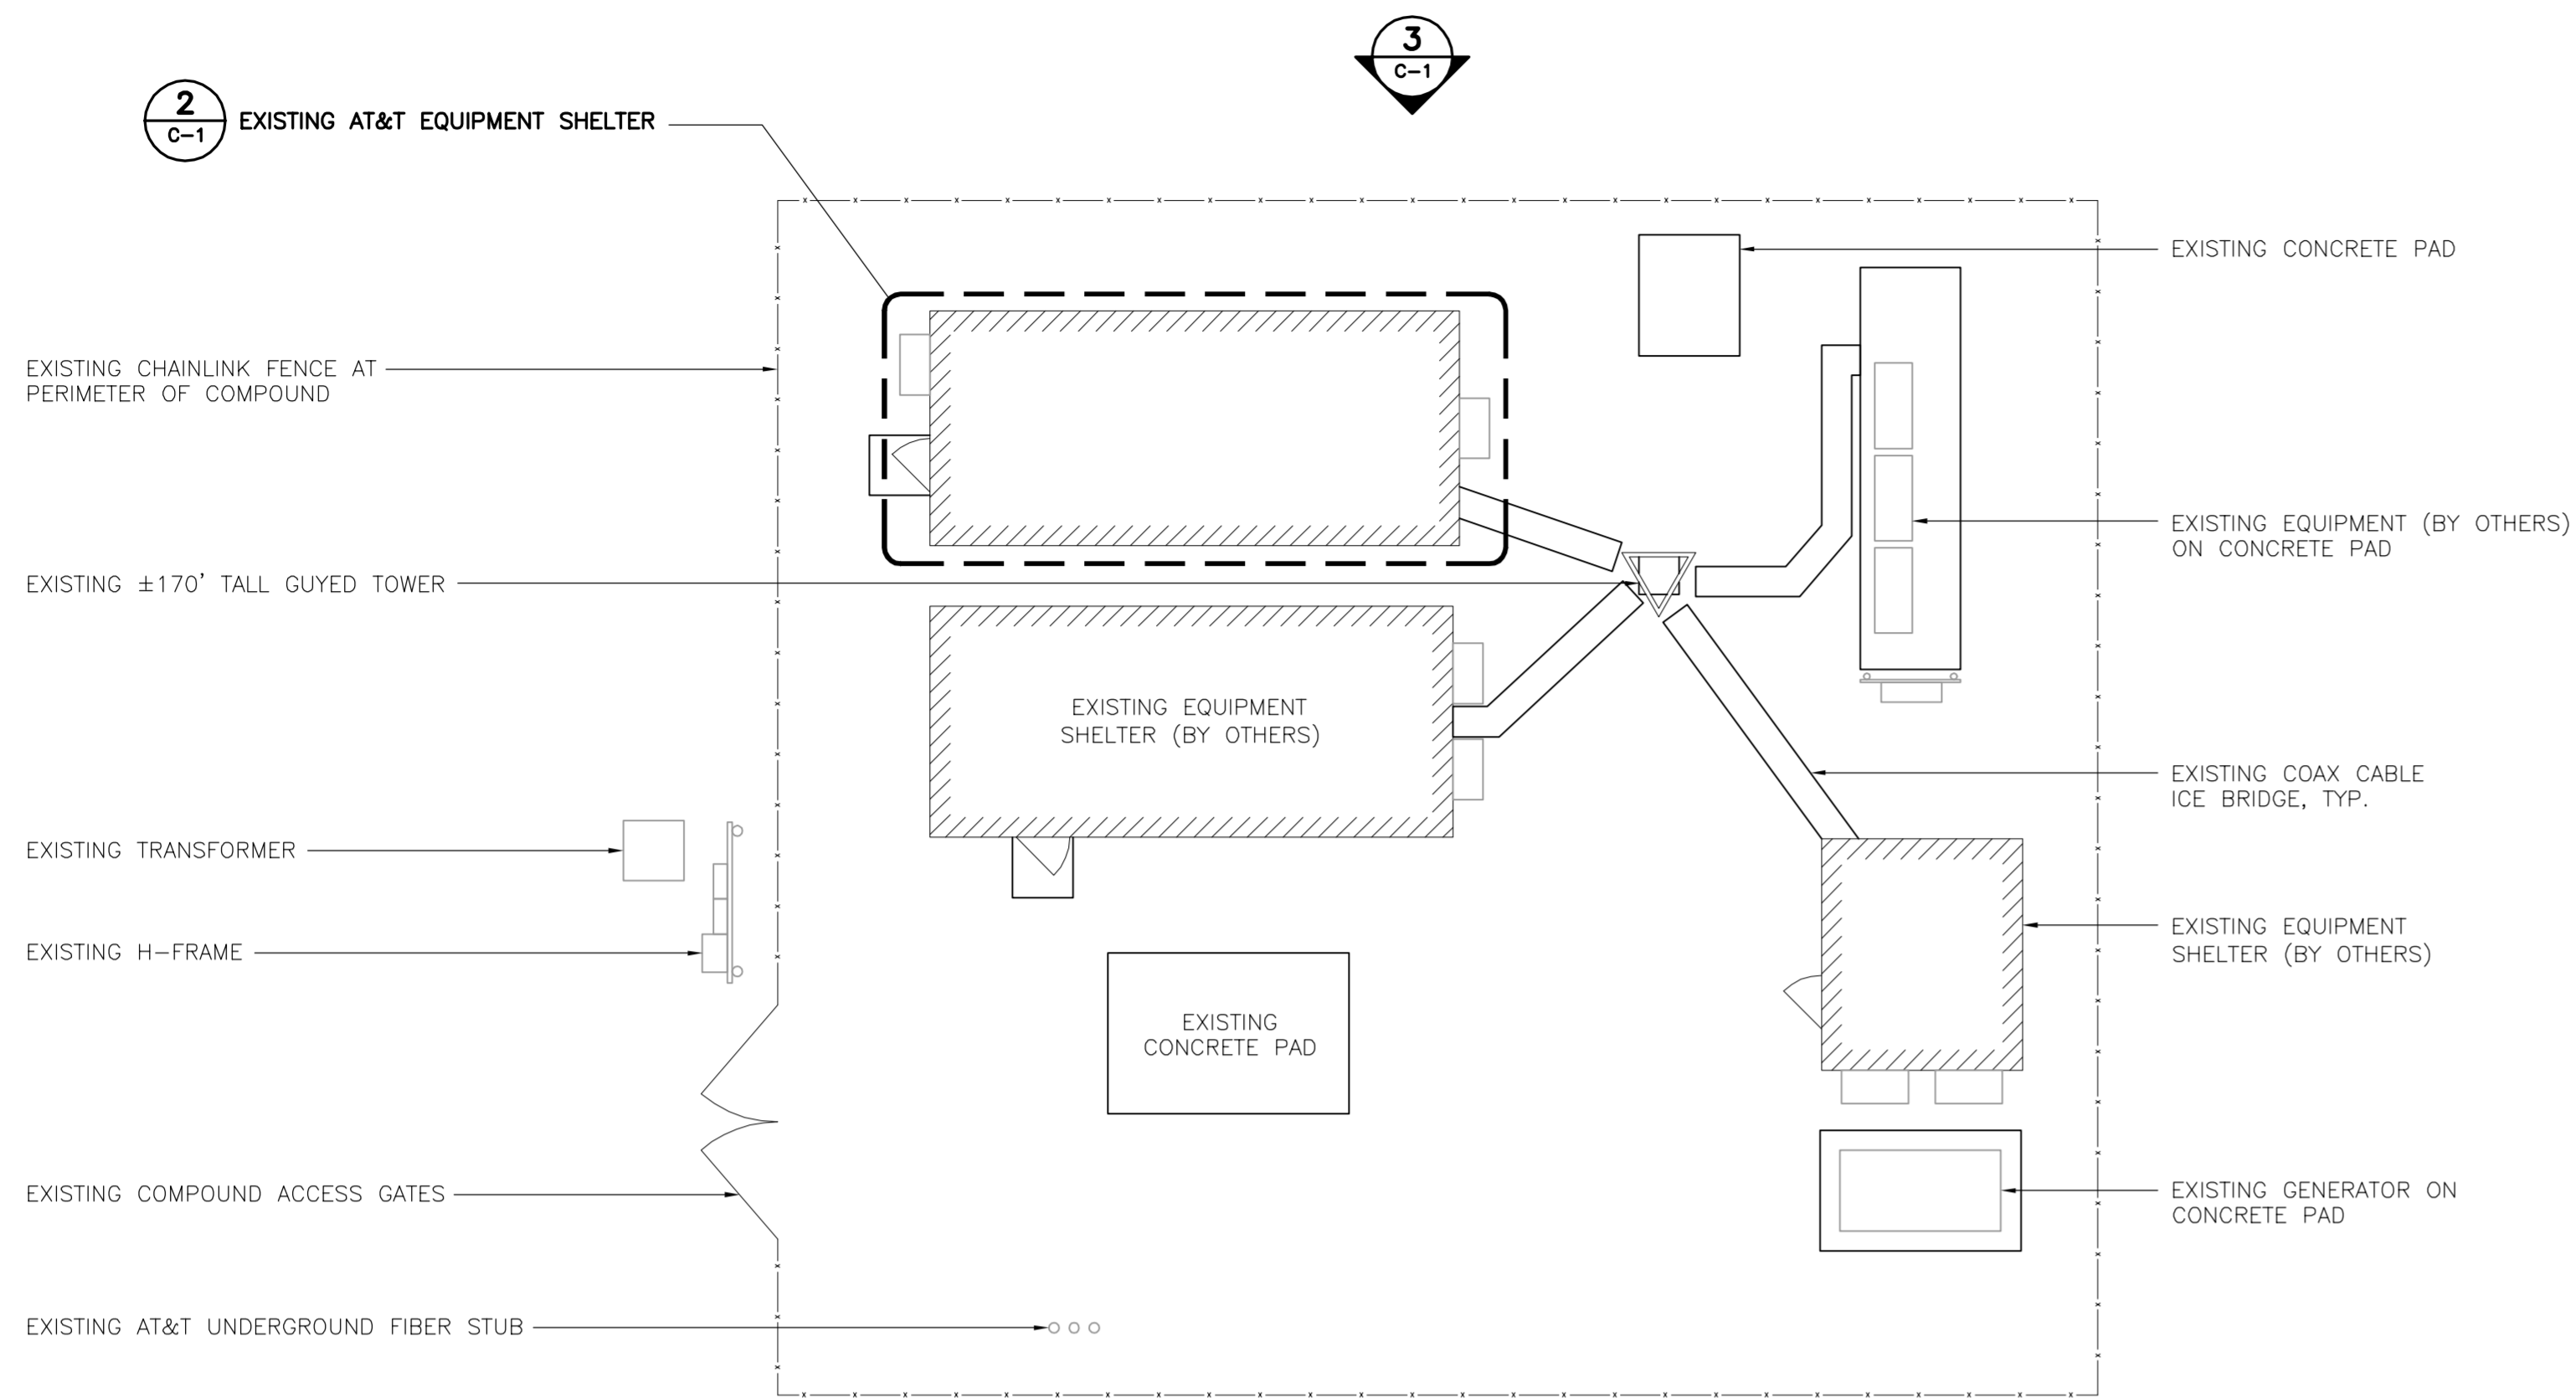 3
C-1
2
C-1
EXISTING AT&T EQUIPMENT SHELTER
EXISTING CONCRETE PAD
EXISTING CHAINLINK FENCE AT
PERIMETER OF COMPOUND
EXISTING EQUIPMENT (BY OTHERS)
ON CONCRETE PAD
EXISTING ±170' TALL GUYED TOWER
EXISTING EQUIPMENT
SHELTER (BY OTHERS)
EXISTING COAX CABLE
ICE BRIDGE, TYP.
EXISTING TRANSFORMER
EXISTING H-FRAME
EXISTING EQUIPMENT
SHELTER (BY OTHERS)
EXISTING
CONCRETE PAD
EXISTING COMPOUND ACCESS GATES
EXISTING GENERATOR ON
CONCRETE PAD
EXISTING AT&T UNDERGROUND FIBER STUB